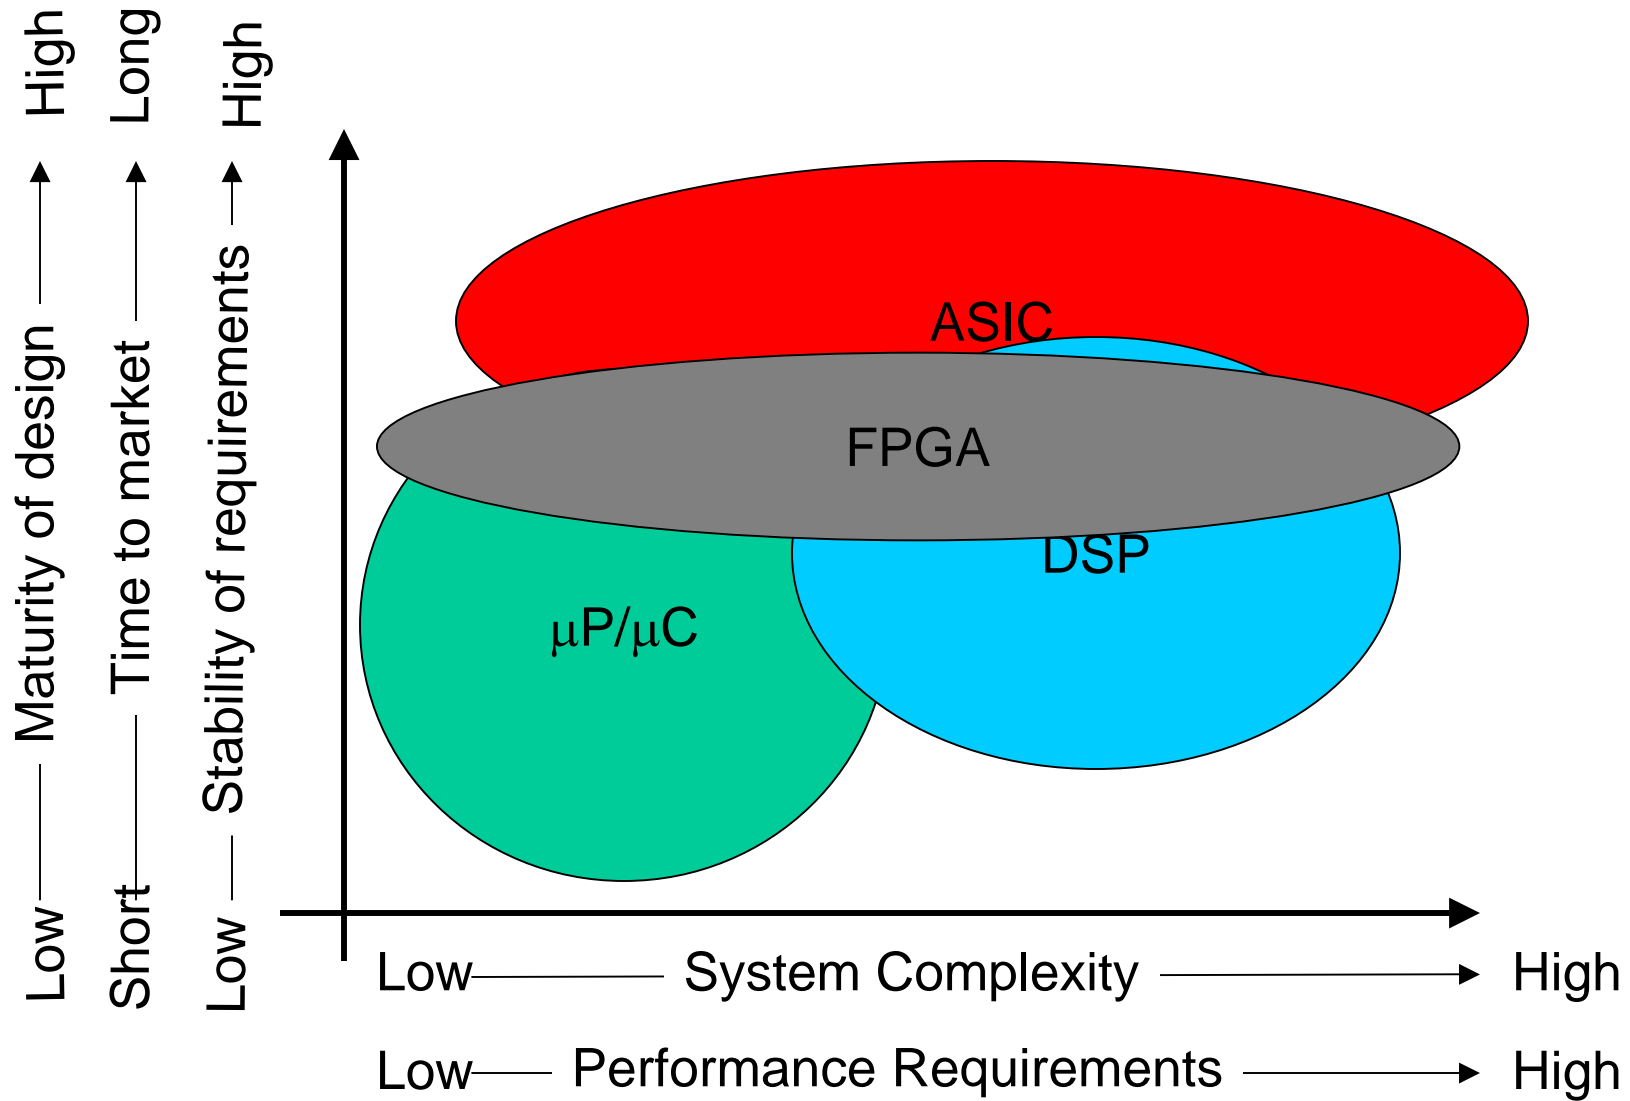 Low Maturity of design High
Short Time to market Long
Low Stability of requirements High
ASIC
FPGA
DSP
μP/μC
Low System Complexity High
Low Performance Requirements High